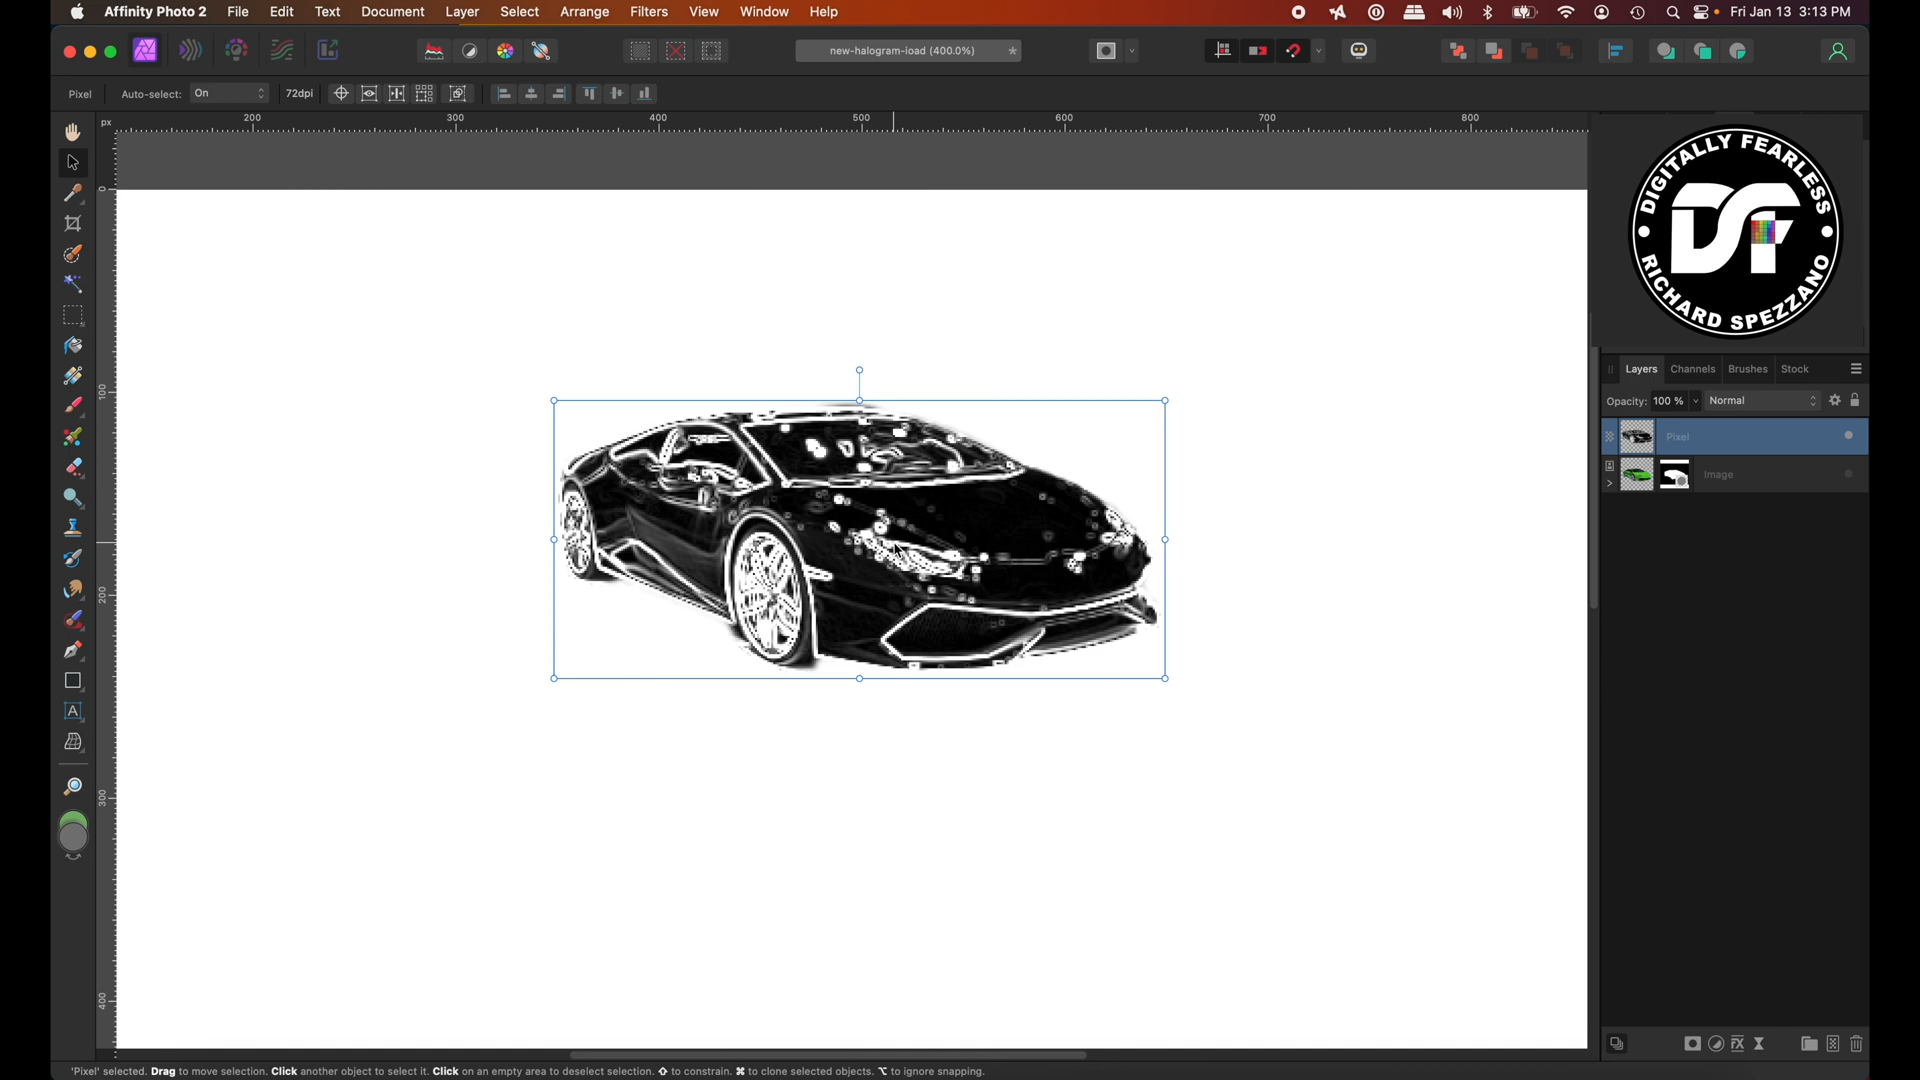 Affinity Photo 2 File Edit Text Document Layer Select Arrange Filters View Window Help Fri Jan 13 3:13 PM
new-halogram-ioad (400.0%) *
Pixel Auto-select: On 72dpi
px 200 300 400 500 600 700 800
0
100
200
300
400
DIGITALLY FEARLESS
DSF
RICHARD SPEZZANO
Layers Channels Brushes Stock
Opacity: 100 % Normal
Pixel
Image
'Pixel' selected. Drag to move selection. Click another object to select it. Click on an empty area to deselect selection. ⇧ to constrain. ⌘ to clone selected objects. ⌥ to ignore snapping.